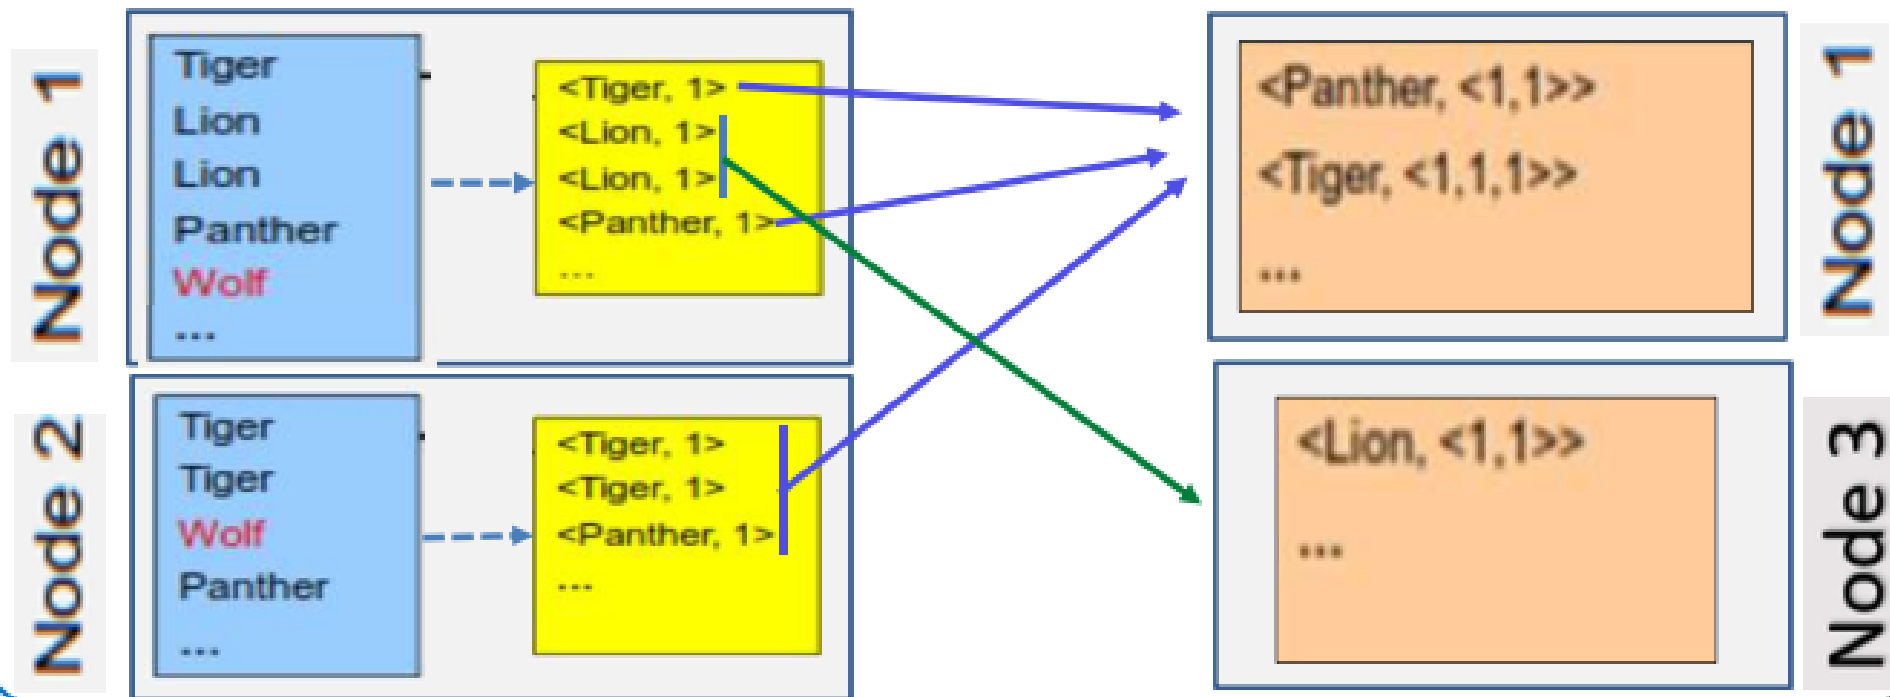 Node 1
Tiger
Lion
Lion
Panther
Wolf
...
<Tiger, 1>
<Lion, 1>
<Lion, 1>
<Panther, 1>
...
<Panther, <1,1>>
<Tiger, <1,1,1>>
...
Node 1
Node 2
Tiger
Tiger
Wolf
Panther
...
<Tiger, 1>
<Tiger, 1>
<Panther, 1>
...
<Lion, <1,1>>
...
Node 3